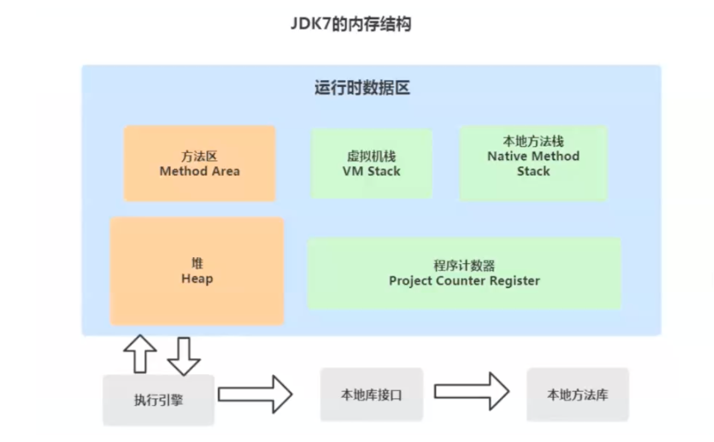 JDK7的内存结构
运行时数据区
方法区
Method Area
虚拟机栈
VM Stack
本地方法栈
Native Method
Stack
堆
Heap
程序计数器
Project Counter Register
执行引擎
本地库接口
本地方法库